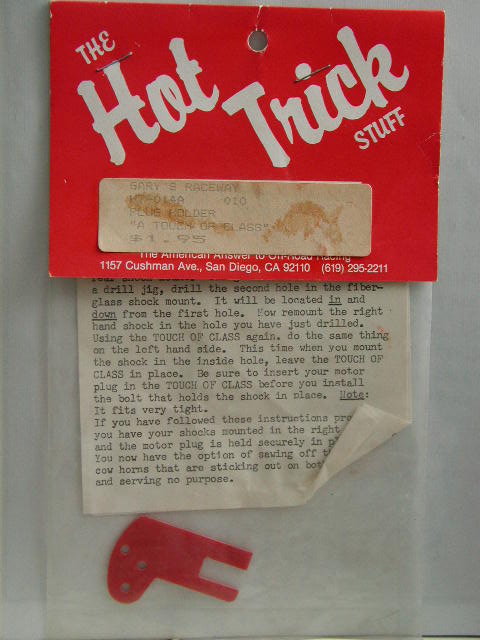 THE
Hot Trick
STUFF
GARY'S RACEWAY
HT-014A 010
PLUG HOLDER
"A TOUCH OF CLASS"
$1.95
The American Answer to Off-Road Racing
1157 Cushman Ave., San Diego, CA 92110 (619) 295-2211
rear shock mount.
a drill jig, drill the second hole in the fiber-
glass shock mount. It will be located in and
down from the first hole. Now remount the right
hand shock in the hole you have just drilled.
Using the TOUCH OF CLASS again. do the same thing
on the left hand side. This time when you mount
the shock in the inside hole, leave the TOUCH OF
CLASS in place. Be sure to insert your motor
plug in the TOUCH OF CLASS before you install
the bolt that holds the shock in place. Note:
It fits very tight.
If you have followed these instructions
you have your shocks mounted in the right
and the motor plug is held securely in
You now have the option of sawing off
cow horns that are sticking out on
and serving no purpose.